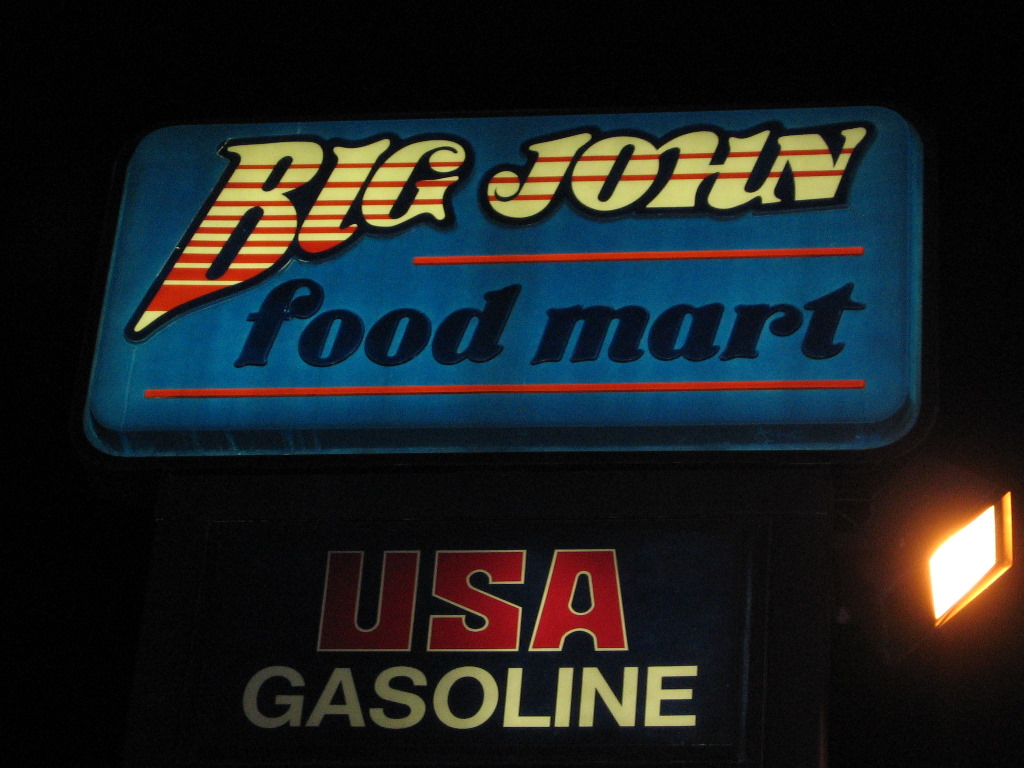 BIG JOHN
food mart
USA
GASOLINE